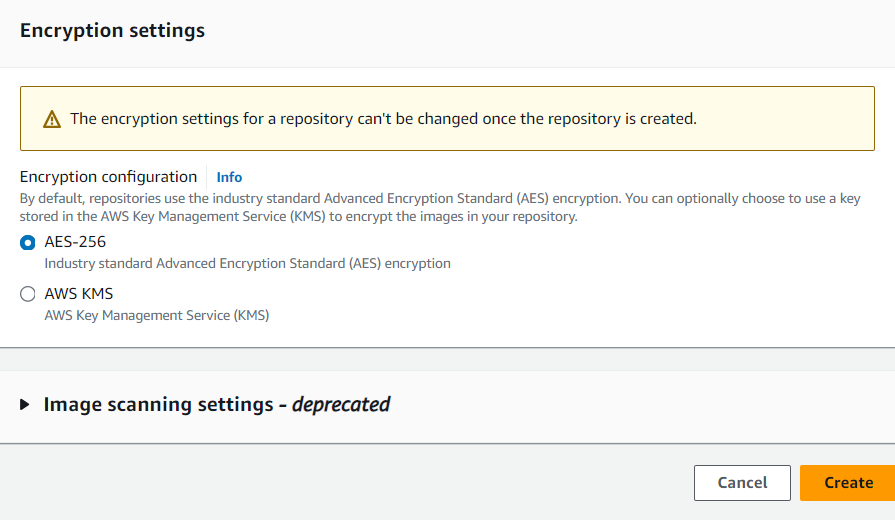 Encryption settings
The encryption settings for a repository can't be changed once the repository is created.
Encryption configuration Info
By default, repositories use the industry standard Advanced Encryption Standard (AES) encryption. You can optionally choose to use a key
stored in the AWS Key Management Service (KMS) to encrypt the images in your repository.
AES-256
Industry standard Advanced Encryption Standard (AES) encryption
AWS KMS
AWS Key Management Service (KMS)
Image scanning settings - deprecated
Cancel Create